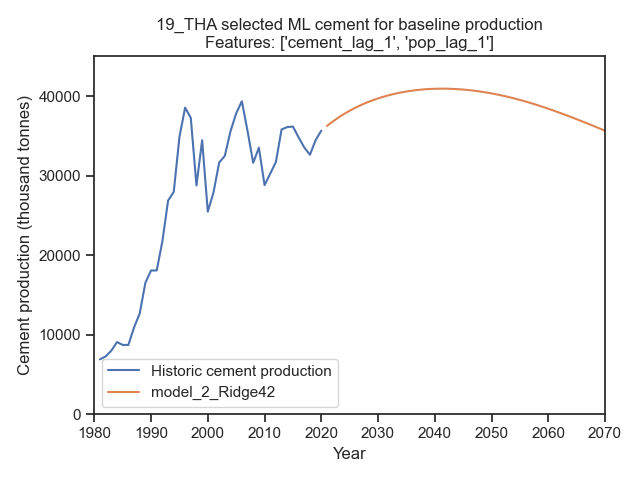 19_THA selected ML cement for baseline production
Features: ['cement_lag_1', 'pop_lag_1']
Cement production (thousand tonnes)
40000
30000
20000
10000
0
Historic cement production
model_2_Ridge42
1980 1990 2000 2010 2020 2030 2040 2050 2060 2070
Year